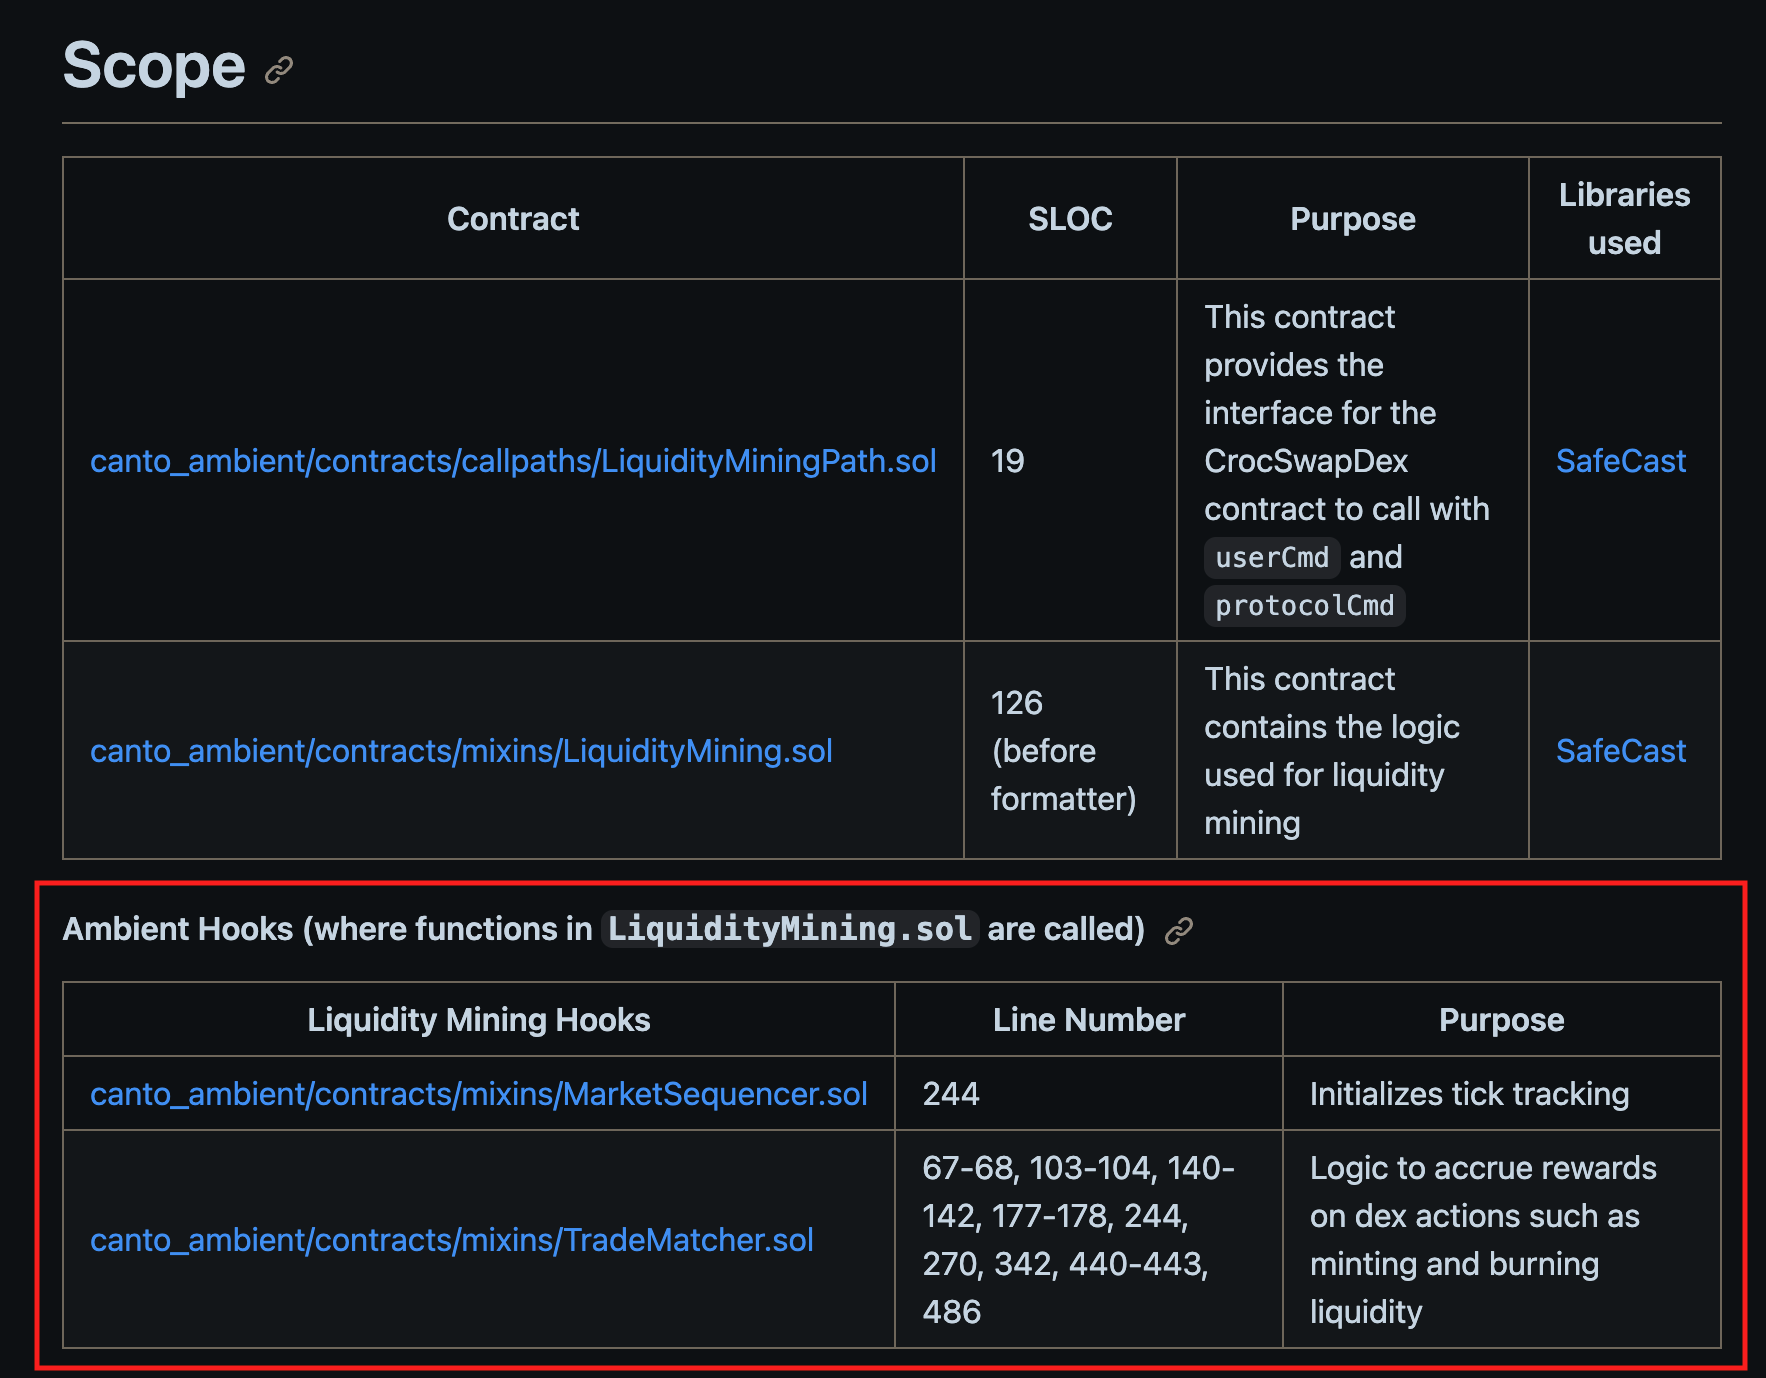 Scope
Contract
SLOC
Purpose
Libraries
used
canto_ambient/contracts/callpaths/LiquidityMiningPath.sol
19
This contract
provides the
interface for the
CrocSwapDex
contract to call with
userCmd and
protocolCmd
SafeCast
canto_ambient/contracts/mixins/LiquidityMining.sol
126
(before
formatter)
This contract
contains the logic
used for liquidity
mining
SafeCast
Ambient Hooks (where functions in LiquidityMining.sol are called)
Liquidity Mining Hooks
Line Number
Purpose
canto_ambient/contracts/mixins/MarketSequencer.sol
244
Initializes tick tracking
canto_ambient/contracts/mixins/TradeMatcher.sol
67-68, 103-104, 140-
142, 177-178, 244,
270, 342, 440-443,
486
Logic to accrue rewards
on dex actions such as
minting and burning
liquidity